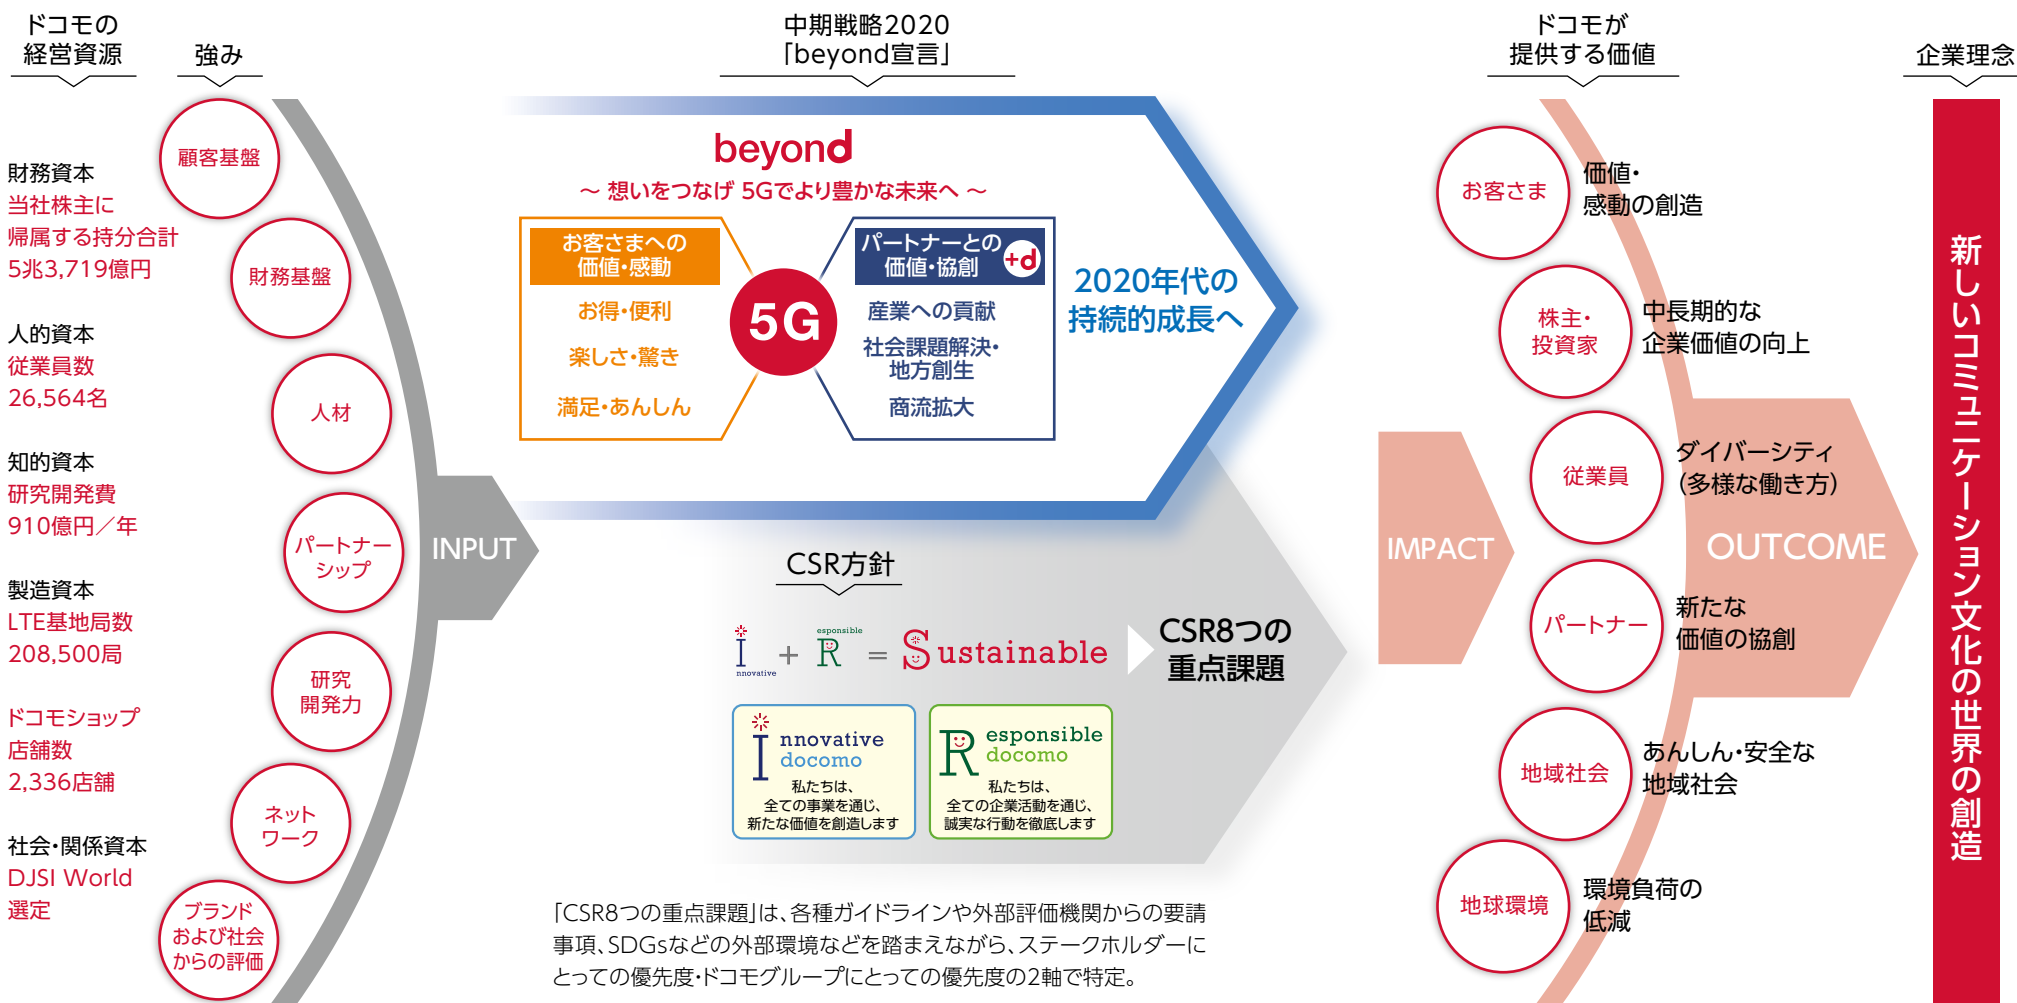 ドコモの
経営資源
強み
財務資本
当社株主に
帰属する持分合計
5兆3,719億円
人的資本
従業員数
26,564名
知的資本
研究開発費
910億円／年
製造資本
LTE基地局数
208,500局
ドコモショップ
店舗数
2,336店舗
社会・関係資本
DJSI World
選定
顧客基盤
財務基盤
人材
パートナー
シップ
研究
開発力
ネット
ワーク
ブランド
および社会
からの評価
INPUT
中期戦略2020
「beyond宣言」
beyond
～ 想いをつなげ 5Gでより豊かな未来へ ～
お客さまへの
価値・感動
お得・便利
楽しさ・驚き
満足・あんしん
5G
パートナーとの
価値・協創
+d
産業への貢献
社会課題解決・
地方創生
商流拡大
2020年代の
持続的成長へ
CSR方針
Innovative + Responsible = Sustainable
CSR8つの
重点課題
Innovative
docomo
私たちは、
全ての事業を通じ、
新たな価値を創造します
Responsible
docomo
私たちは、
全ての企業活動を通じ、
誠実な行動を徹底します
「CSR8つの重点課題」は、各種ガイドラインや外部評価機関からの要請
事項、SDGsなどの外部環境などを踏まえながら、ステークホルダーに
とっての優先度・ドコモグループにとっての優先度の2軸で特定。
IMPACT
ドコモが
提供する価値
お客さま
価値・
感動の創造
株主・
投資家
中長期的な
企業価値の向上
従業員
ダイバーシティ
（多様な働き方）
パートナー
新たな
価値の協創
地域社会
あんしん・安全な
地域社会
地球環境
環境負荷の
低減
OUTCOME
企業理念
新しいコミュニケーション文化の世界の創造